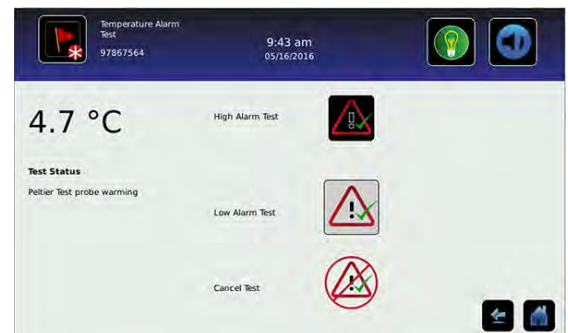 Temperature Alarm
Test
97867564
9:43 am
05/16/2016
4.7 °C
High Alarm Test
Test Status
Peltier Test probe warming
Low Alarm Test
Cancel Test